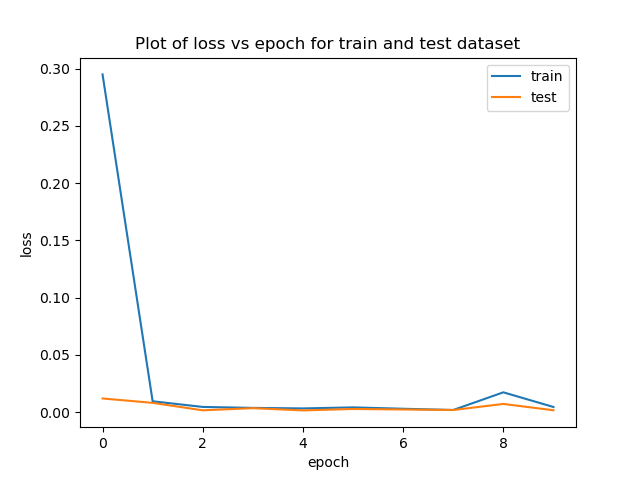 Plot of loss vs epoch for train and test dataset
train
test
0.30
0.25
0.20
0.15
0.10
0.05
0.00
loss
0 2 4 6 8
epoch